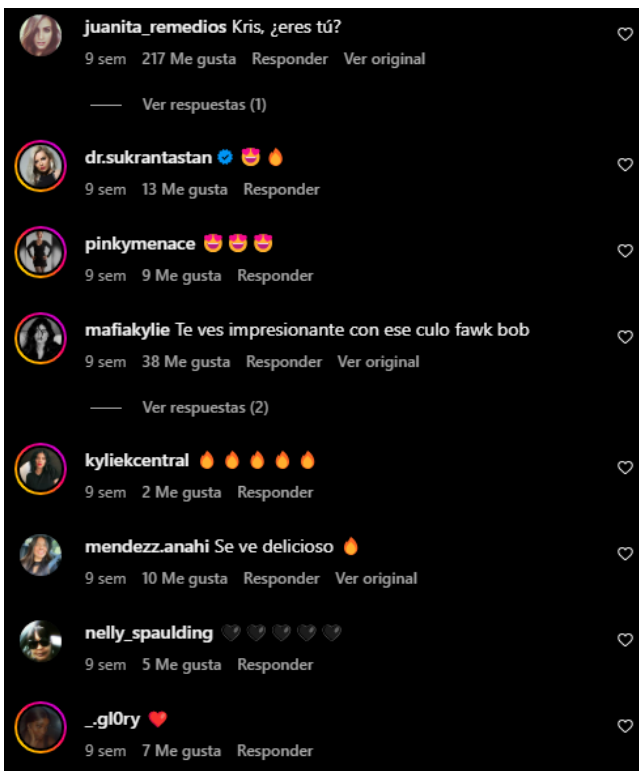 juanita_remedios Kris, ¿eres tú?
9 sem 217 Me gusta Responder Ver original
Ver respuestas (1)
dr.sukrantastan 😍 🔥
9 sem 13 Me gusta Responder
pinkymenace 😍 😍 😍
9 sem 9 Me gusta Responder
mafiakylie Te ves impresionante con ese culo fawk bob
9 sem 38 Me gusta Responder Ver original
Ver respuestas (2)
kyliekcentral 🔥 🔥 🔥 🔥 🔥
9 sem 2 Me gusta Responder
mendezz.anahi Se ve delicioso 🔥
9 sem 10 Me gusta Responder Ver original
nelly_spaulding 🖤 🖤 🖤 🖤 🖤
9 sem 5 Me gusta Responder
_.gl0ry ❤️
9 sem 7 Me gusta Responder